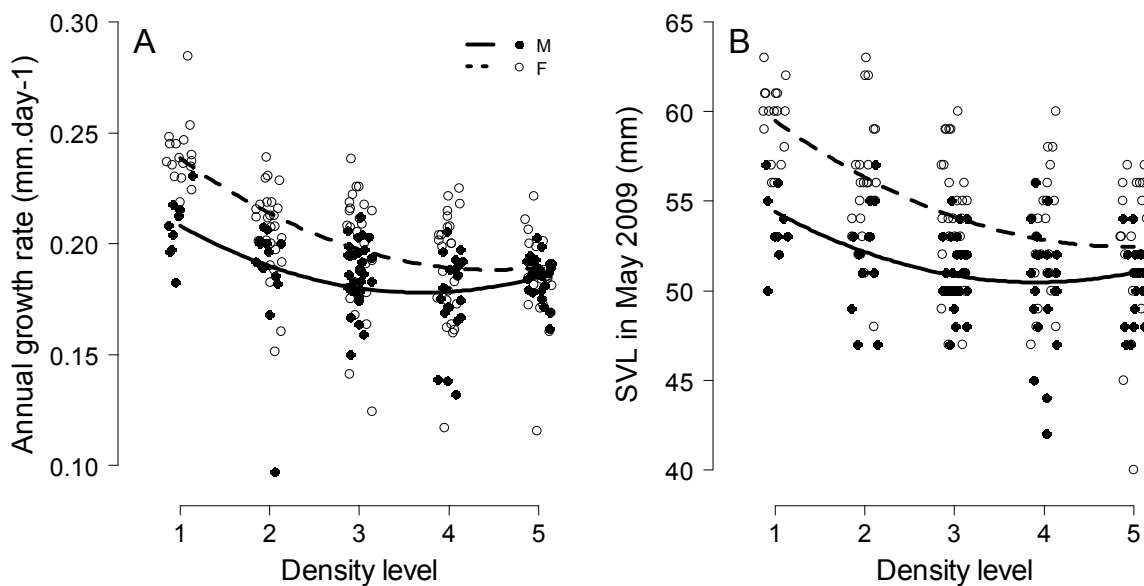 A
M
F
Annual growth rate (mm.day-1)
0.30
0.25
0.20
0.15
0.10
1 2 3 4 5
Density level
B
SVL in May 2009 (mm)
65
60
55
50
45
40
1 2 3 4 5
Density level